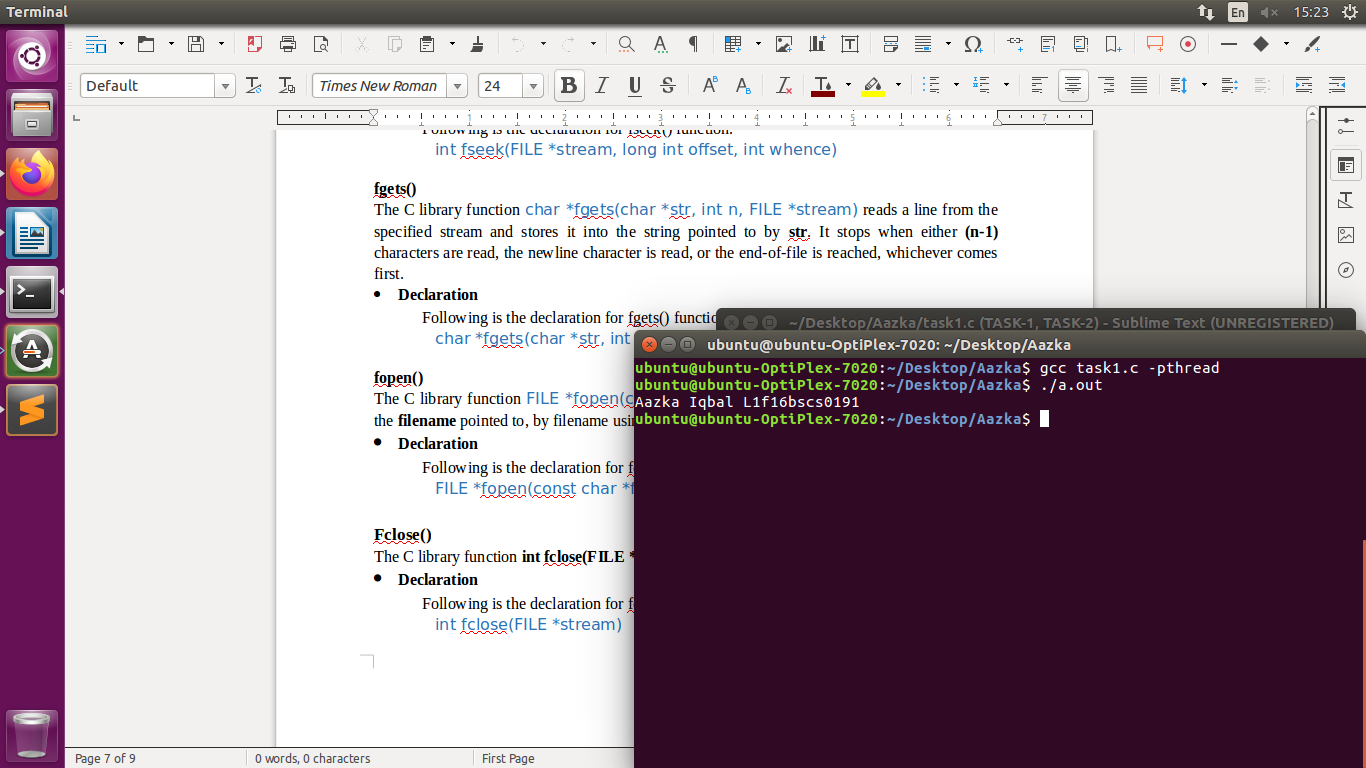 Terminal
En
15:23
Default
Times New Roman
24
1
1
2
3
4
5
6
7
Following is the declaration for fseek() function.
int fseek(FILE *stream, long int offset, int whence)
fgets()
The C library function char *fgets(char *str, int n, FILE *stream) reads a line from the
specified stream and stores it into the string pointed to by str. It stops when either (n-1)
characters are read, the newline character is read, or the end-of-file is reached, whichever comes
first.
Declaration
Following is the declaration for fgets() functio
char *fgets(char *str, int
fopen()
The C library function FILE *fopen(c
the filename pointed to, by filename usin
Declaration
Following is the declaration for f
FILE *fopen(const char *f
Fclose()
The C library function int fclose(FILE *
Declaration
Following is the declaration for f
int fclose(FILE *stream)
~/Desktop/Aazka/task1.c (TASK-1, TASK-2) - Sublime Text (UNREGISTERED)
ubuntu@ubuntu-OptiPlex-7020: ~/Desktop/Aazka
ubuntu@ubuntu-OptiPlex-7020:~/Desktop/Aazka$ gcc task1.c -pthread
ubuntu@ubuntu-OptiPlex-7020:~/Desktop/Aazka$ ./a.out
Aazka Iqbal L1f16bscs0191
ubuntu@ubuntu-OptiPlex-7020:~/Desktop/Aazka$
Page 7 of 9
0 words, 0 characters
First Page